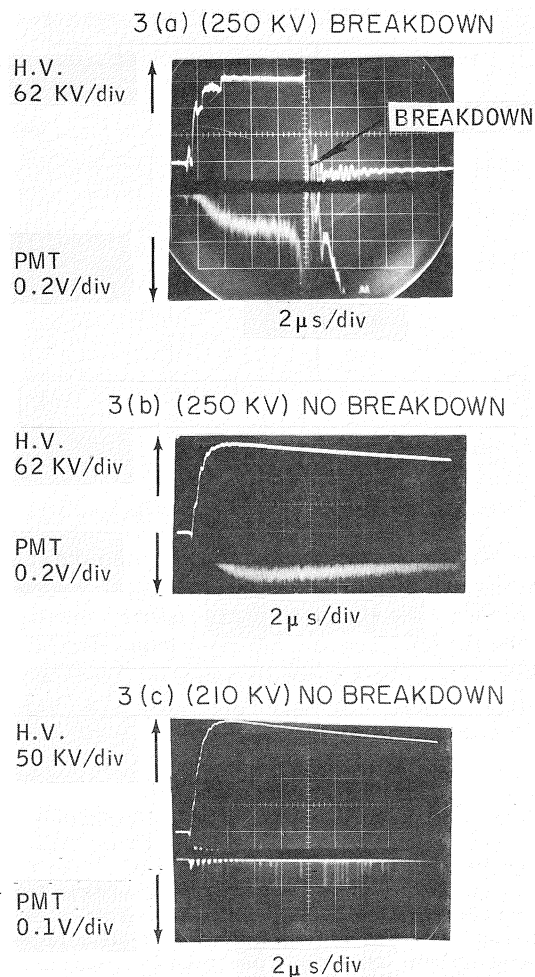 3(a) (250 KV) BREAKDOWN
H.V.
62 KV/div
BREAKDOWN
PMT
0.2V/div
2μs/div
3(b) (250 KV) NO BREAKDOWN
H.V.
62 KV/div
PMT
0.2V/div
2μs/div
3(c) (210 KV) NO BREAKDOWN
H.V.
50 KV/div
PMT
0.1V/div
2μs/div